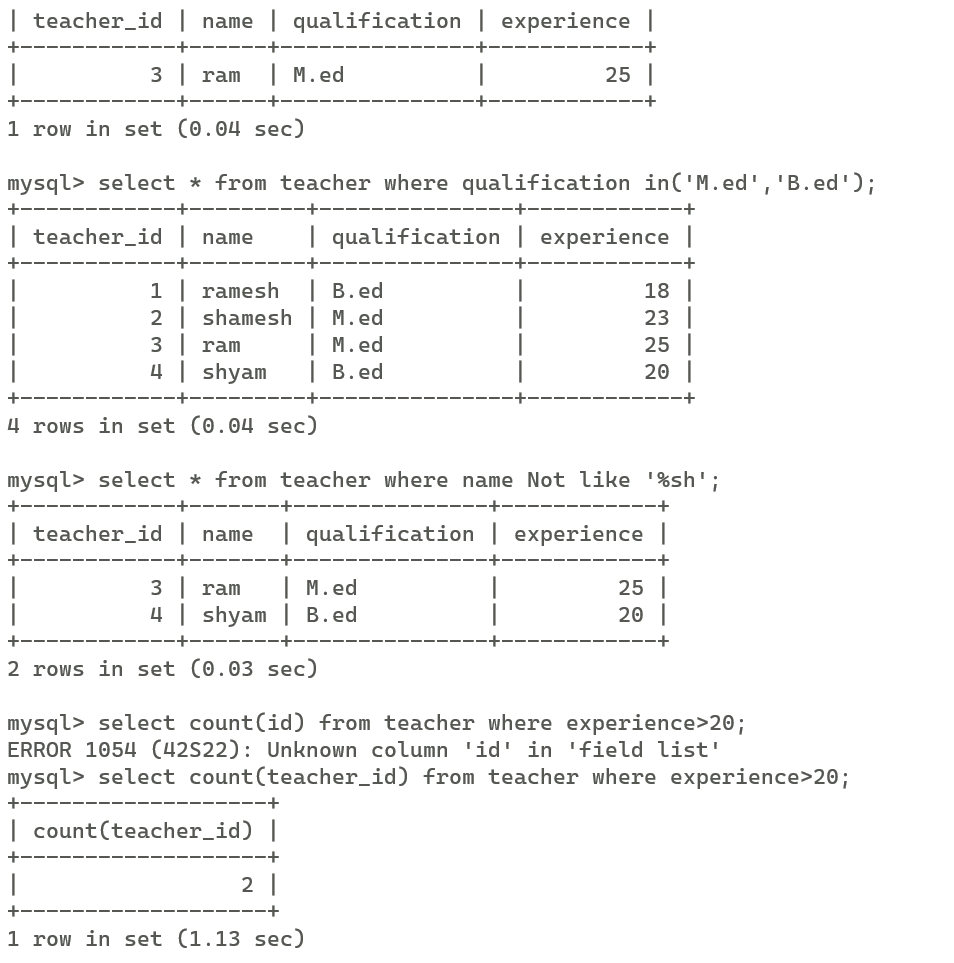 | teacher_id | name | qualification | experience |
+------------+------+---------------+------------+
|          3 | ram  | M.ed          |         25 |
+------------+------+---------------+------------+
1 row in set (0.04 sec)

mysql> select * from teacher where qualification in('M.ed','B.ed');
+------------+---------+---------------+------------+
| teacher_id | name    | qualification | experience |
+------------+---------+---------------+------------+
|          1 | ramesh  | B.ed          |         18 |
|          2 | shamesh | M.ed          |         23 |
|          3 | ram     | M.ed          |         25 |
|          4 | shyam   | B.ed          |         20 |
+------------+---------+---------------+------------+
4 rows in set (0.04 sec)

mysql> select * from teacher where name Not like '%sh';
+------------+-------+---------------+------------+
| teacher_id | name  | qualification | experience |
+------------+-------+---------------+------------+
|          3 | ram   | M.ed          |         25 |
|          4 | shyam | B.ed          |         20 |
+------------+-------+---------------+------------+
2 rows in set (0.03 sec)

mysql> select count(id) from teacher where experience>20;
ERROR 1054 (42S22): Unknown column 'id' in 'field list'
mysql> select count(teacher_id) from teacher where experience>20;
+-------------------+
| count(teacher_id) |
+-------------------+
|                 2 |
+-------------------+
1 row in set (1.13 sec)